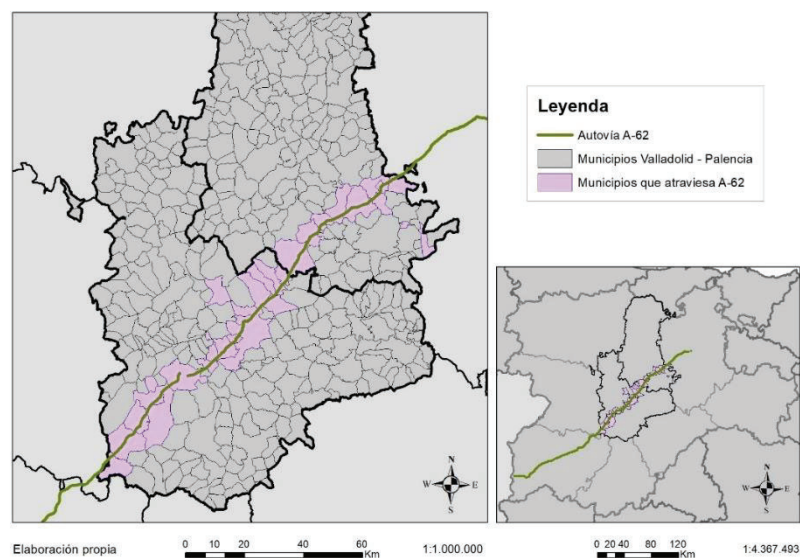 Leyenda
Autovía A-62
Municipios Valladolid - Palencia
Municipios que atraviesa A-62
N
W E
S
N
W E
S
Elaboración propia
0 10 20 40 60
Km
1:1.000.000
0 20 40 80 120
Km
1:4.367.493